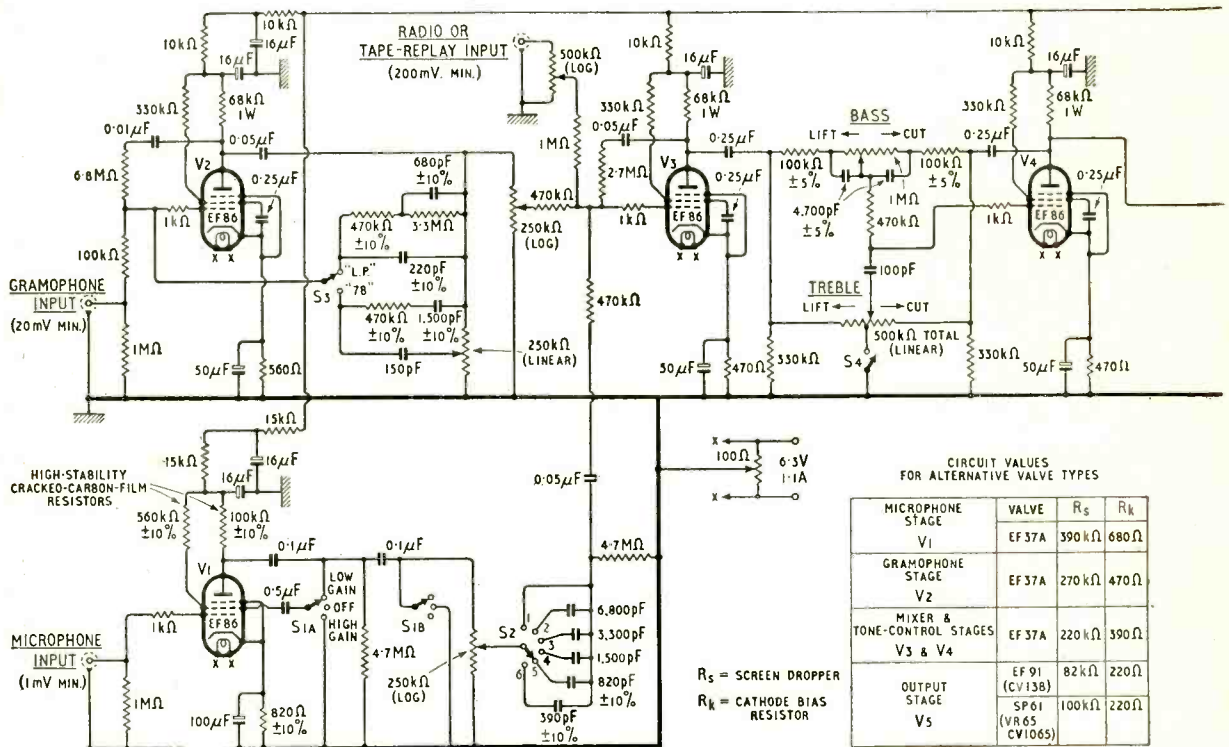 10kΩ
10kΩ
16μF
16μF
330kΩ
68kΩ
1W
0·01μF
0·05μF
V2
EF86
6·8MΩ
1kΩ
0·25μF
100kΩ
GRAMOPHONE
INPUT
(20mV MIN.)
1MΩ
50μF
560Ω
X X
680pF
±10%
470kΩ
±10%
3·3MΩ
220pF
±10%
"L.P."
"78"
S3
470kΩ
±10%
1,500pF
±10%
150pF
250kΩ
(LINEAR)
RADIO OR
TAPE-REPLAY INPUT
(200mV. MIN.)
500kΩ
(LOG)
1MΩ
470kΩ
250kΩ
(LOG)
470kΩ
10kΩ
16μF
330kΩ
68kΩ
1W
0·05μF
V3
EF86
2·7MΩ
1kΩ
0·25μF
0·25μF
X X
50μF
470Ω
BASS
LIFT
CUT
100kΩ
±5%
100kΩ
±5%
4,700pF
±5%
1MΩ
470kΩ
100pF
TREBLE
LIFT
CUT
500kΩ TOTAL
(LINEAR)
S4
330kΩ
330kΩ
10kΩ
16μF
330kΩ
68kΩ
1W
0·25μF
V4
EF86
1kΩ
0·25μF
X X
50μF
470Ω
15kΩ
15kΩ
16μF
16μF
HIGH-STABILITY
CRACKED-CARBON-FILM
RESISTORS
560kΩ
±10%
100kΩ
±10%
V1
EF86
0·1μF
0·1μF
0·5μF
LOW
GAIN
OFF
HIGH
GAIN
S1A
S1B
1kΩ
MICROPHONE
INPUT
(1mV MIN.)
1MΩ
100μF
820Ω
±10%
X X
4·7MΩ
250kΩ
(LOG)
S2
1
2
3
4
5
6
6,800pF
3,300pF
1,500pF
820pF
±10%
390pF
±10%
0·05μF
4·7MΩ
X
100Ω
6·3V
1·1A
X
RS = SCREEN DROPPER
Rk = CATHODE BIAS
RESISTOR
CIRCUIT VALUES
FOR ALTERNATIVE VALVE TYPES
MICROPHONE STAGE V1 VALVE Rs Rk
EF37A 390kΩ 680Ω
GRAMOPHONE STAGE V2 EF37A 270kΩ 470Ω
MIXER & TONE-CONTROL STAGES V3 & V4 EF37A 220kΩ 390Ω
OUTPUT STAGE V5 EF91 (CV138) 82kΩ 220Ω
SP61 (VR65 CV1065) 100kΩ 220Ω